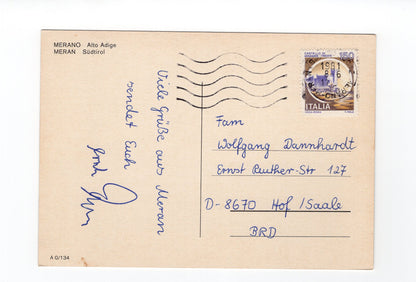 MERANO Alto Adige
MERAN Südtirol
Viele Grüße aus Meran
sendet Euch
1991
ITALIA
Fam
Wolfgang Dannhardt
Ernst Reuther-Str 127
D-8670 Hof/Saale
BRD
A G/134